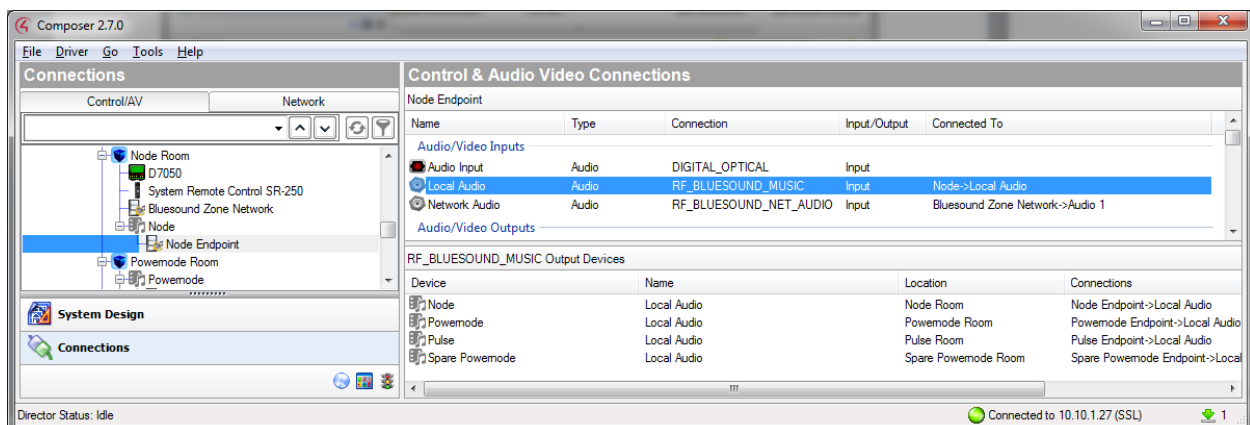 Composer 2.7.0
File Driver Go Tools Help
Connections
Control/AV Network
Node Room
D7050
System Remote Control SR-250
Bluesound Zone Network
Node
Node Endpoint
Powernode Room
Powernode
System Design
Connections
Control & Audio Video Connections
Node Endpoint
Name Type Connection Input/Output Connected To
Audio/Video Inputs
Audio Input Audio DIGITAL_OPTICAL Input
Local Audio Audio RF_BLUESOUND_MUSIC Input Node->Local Audio
Network Audio Audio RF_BLUESOUND_NET_AUDIO Input Bluesound Zone Network->Audio 1
Audio/Video Outputs
RF_BLUESOUND_MUSIC Output Devices
Device Name Location Connections
Node Local Audio Node Room Node Endpoint->Local Audio
Powernode Local Audio Powernode Room Powernode Endpoint->Local Audio
Pulse Local Audio Pulse Room Pulse Endpoint->Local Audio
Spare Powernode Local Audio Spare Powernode Room Spare Powernode Endpoint->Local
Director Status: Idle
Connected to 10.10.1.27 (SSL) 1